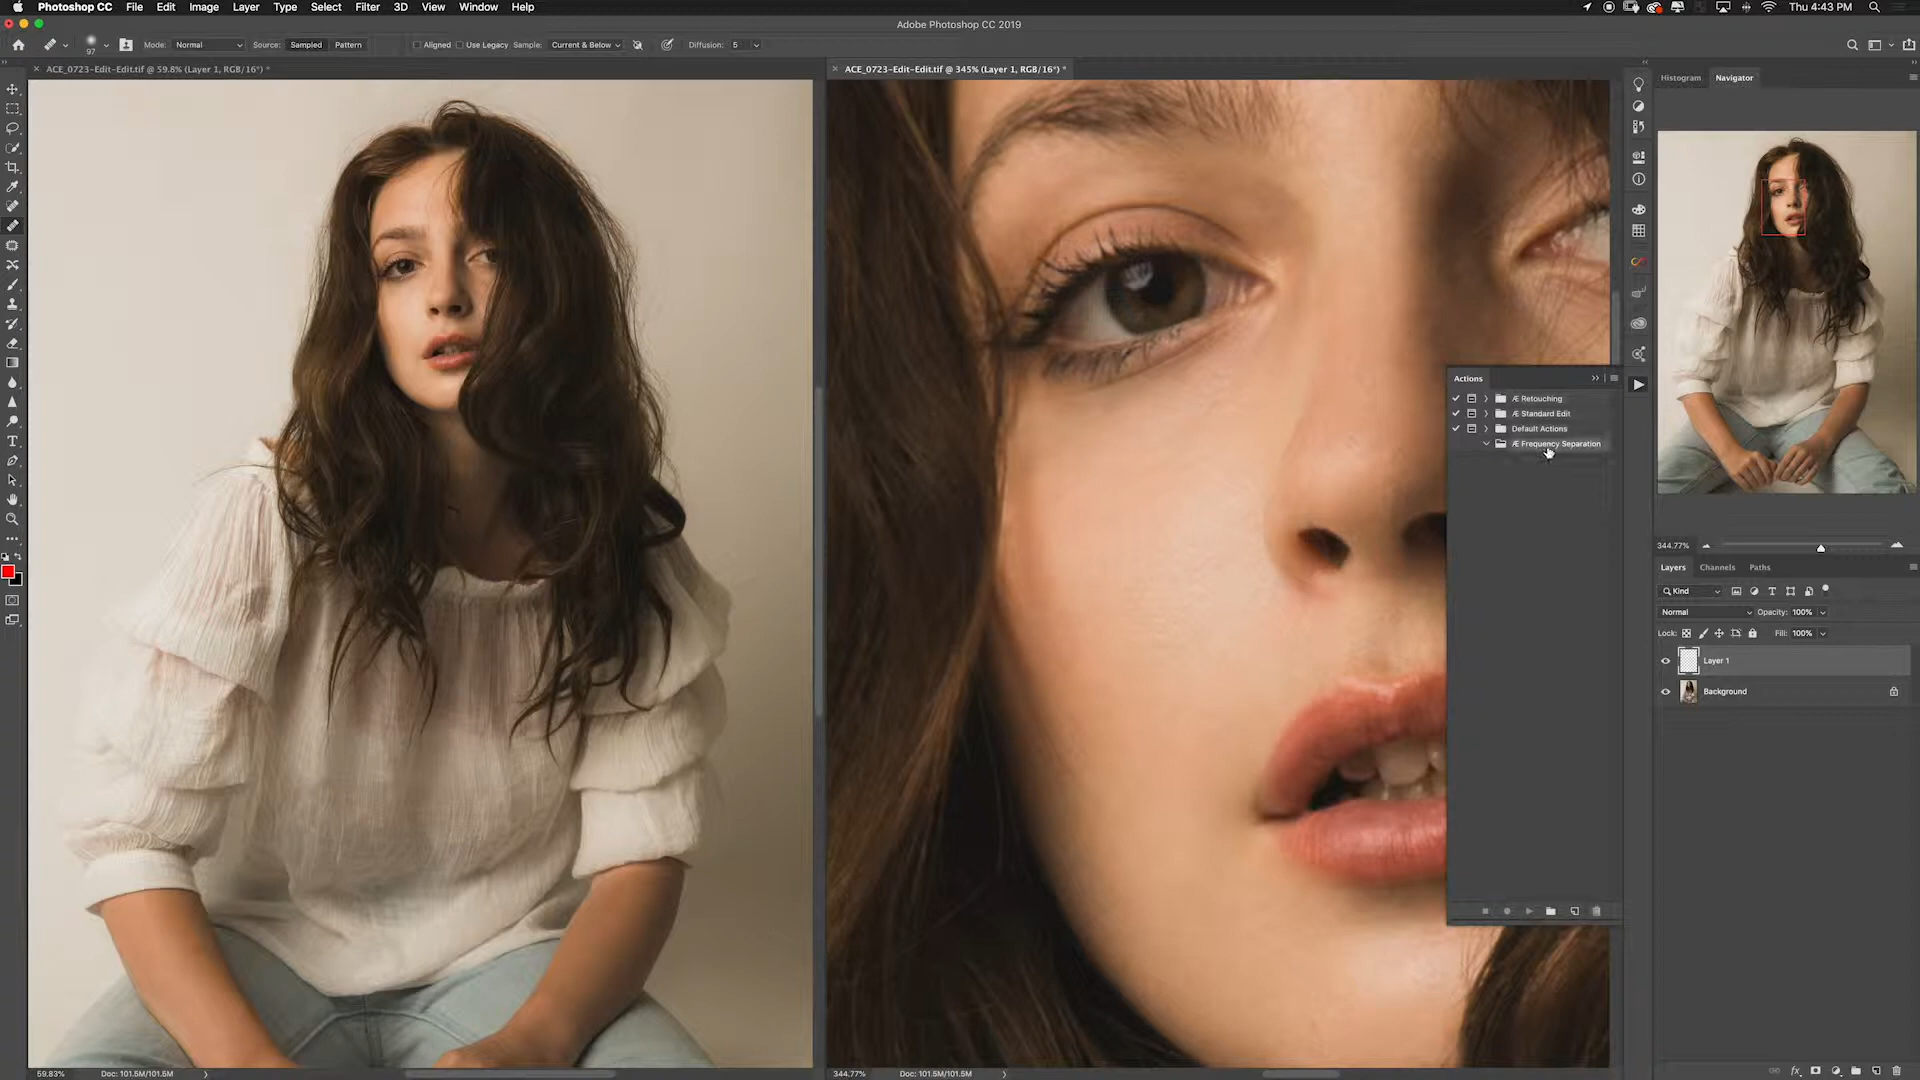 Photoshop CC File Edit Image Layer Type Select Filter 3D View Window Help Thu 4:43 PM
Adobe Photoshop CC 2019
97 Mode: Normal Source: Sampled Pattern Aligned Use Legacy Sample: Current & Below Diffusion: 5
ACE_0723-Edit-Edit.tif @ 59.8% (Layer 1, RGB/16*) *
ACE_0723-Edit-Edit.tif @ 345% (Layer 1, RGB/16*) *
Histogram Navigator
Actions
Æ Retouching
Æ Standard Edit
Default Actions
Æ Frequency Separation
344.77%
Layers Channels Paths
Kind
Normal Opacity: 100%
Lock: Fill: 100%
Layer 1
Background
59.83% Doc: 101.5M/101.5M
344.77% Doc: 101.5M/101.5M